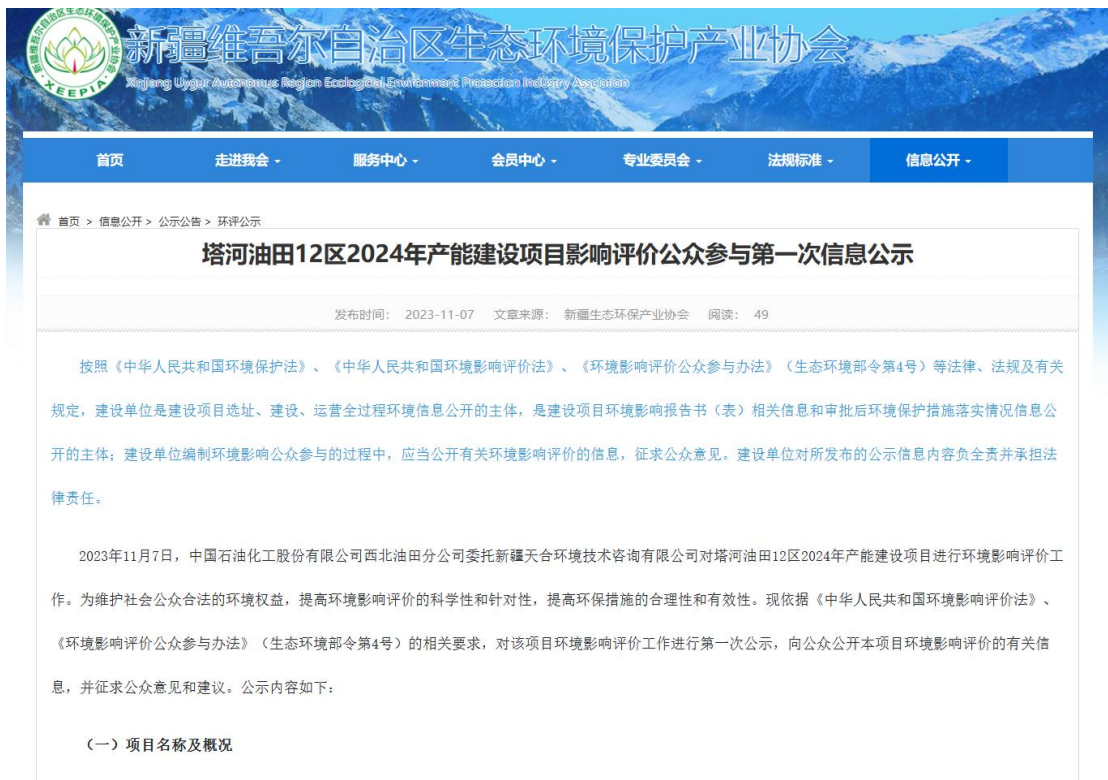 新疆维吾尔自治区生态环境保护产业协会
Xinjiang Uygur Autonomus Region Ecological Environment Protection Industry Assciation
XEEPIA
首页 走进我会 服务中心 会员中心 专业委员会 法规标准 信息公开
首页 > 信息公开 > 公示公告 > 环评公示
塔河油田12区2024年产能建设项目影响评价公众参与第一次信息公示
发布时间: 2023-11-07 文章来源: 新疆生态环保产业协会 阅读: 49
按照《中华人民共和国环境保护法》、《中华人民共和国环境影响评价法》、《环境影响评价公众参与办法》（生态环境部令第4号）等法律、法规及有关
规定，建设单位是建设项目选址、建设、运营全过程环境信息公开的主体，是建设项目环境影响报告书（表）相关信息和审批后环境保护措施落实情况信息公
开的主体；建设单位编制环境影响公众参与的过程中，应当公开有关环境影响评价的信息，征求公众意见。建设单位对所发布的公示信息内容负全责并承担法
律责任。
2023年11月7日，中国石油化工股份有限公司西北油田分公司委托新疆天合环境技术咨询有限公司对塔河油田12区2024年产能建设项目进行环境影响评价工
作。为维护社会公众合法的环境权益，提高环境影响评价的科学性和针对性，提高环保措施的合理性和有效性。现依据《中华人民共和国环境影响评价法》、
《环境影响评价公众参与办法》（生态环境部令第4号）的相关要求，对该项目环境影响评价工作进行第一次公示，向公众公开本项目环境影响评价的有关信
息，并征求公众意见和建议。公示内容如下：
（一）项目名称及概况